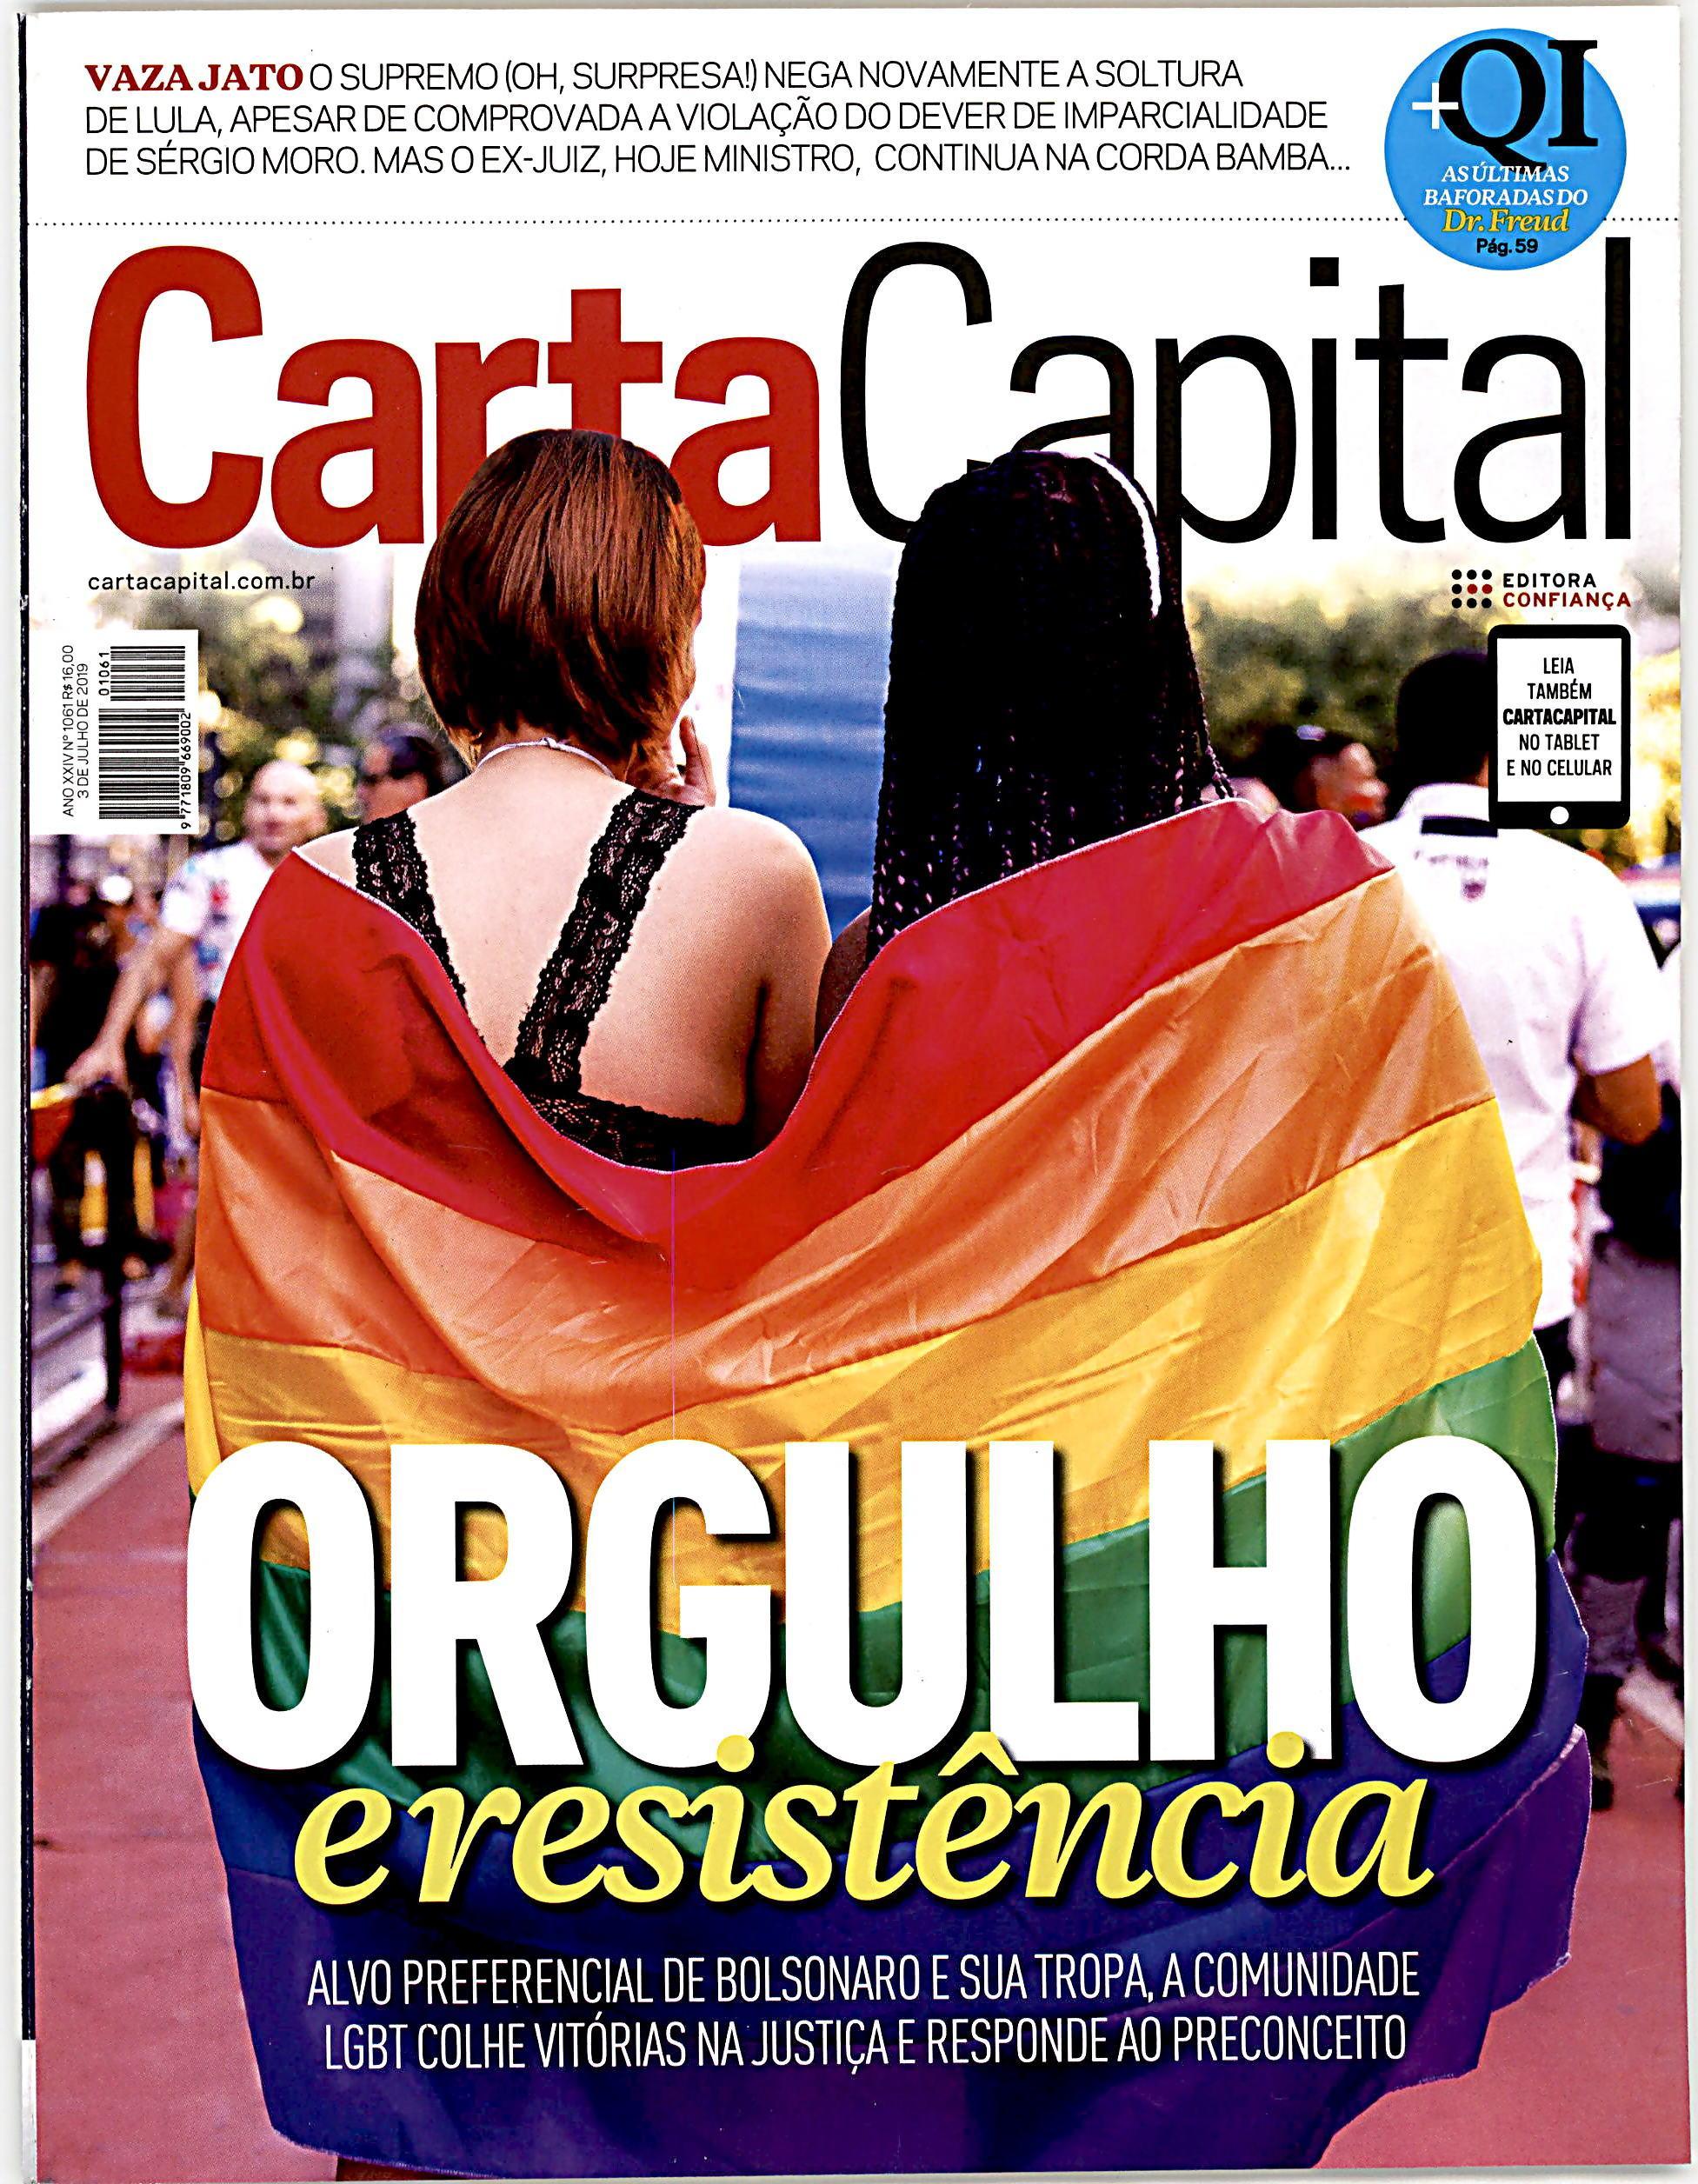 VAZA JATO O SUPREMO (OH, SURPRESA!) NEGA NOVAMENTE A SOLTURA
DE LULA, APESAR DE COMPROVADA A VIOLAÇÃO DO DEVER DE IMPARCIALIDADE
DE SÉRGIO MORO. MAS O EX-JUIZ, HOJE MINISTRO, CONTINUA NA CORDA BAMBA...
+QI
AS ÚLTIMAS
BAFORADAS DO
Dr. Freud
Pág. 59
CartaCapital
cartacapital.com.br
EDITORA
CONFIANÇA
ANO XXIV Nº 1061 R$ 16,00
3 DE JULHO DE 2019
01061
9 771809 669002
LEIA
TAMBÉM
CARTACAPITAL
NO TABLET
E NO CELULAR
ORGULHO
e resistência
ALVO PREFERENCIAL DE BOLSONARO E SUA TROPA, A COMUNIDADE
LGBT COLHE VITÓRIAS NA JUSTIÇA E RESPONDE AO PRECONCEITO